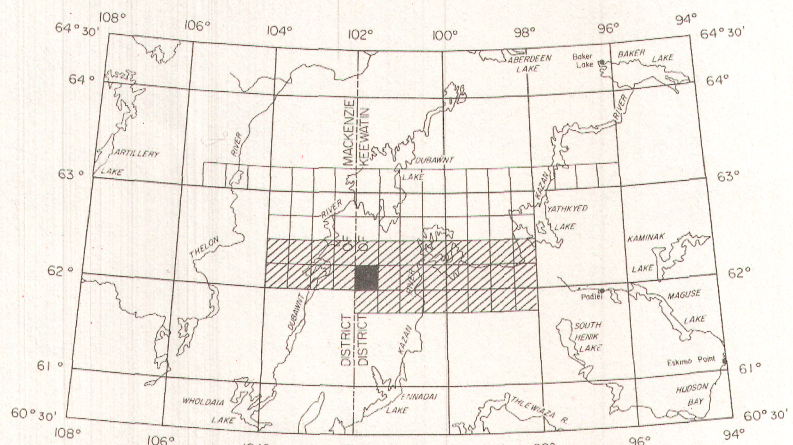 108° 106° 104° 102° 100° 98° 96° 94°
64° 30' 64° 30'
ABERDEEN
LAKE
Baker
Lake
BAKER
LAKE
64° 64°
MACKENZIE
KEEWATIN
RIVER
RIVER
ARTILLERY
LAKE
DUBAWNT
LAKE
63° 63°
KAZAN
RIVER
YATHKYED
LAKE
OF
OF
THELON
KAMINAK
LAKE
62° 62°
RIVER
DUBAWNT
Padlei
MAGUSE
LAKE
DISTRICT
DISTRICT
KAZAN
SOUTH
HENIK
LAKE
Eskimo Point
61° 61°
WHOLDAIA
LAKE
ENNADAI
LAKE
THLEWIAZA R.
HUDSON
BAY
60° 30' 60° 30'
108° 106° 96° 94°